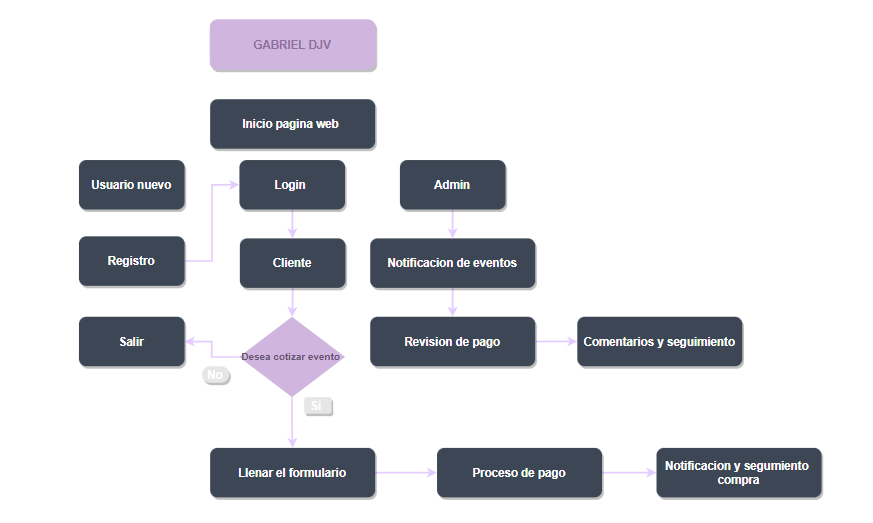 GABRIEL DJV
Inicio pagina web
Usuario nuevo
Login
Admin
Registro
Cliente
Notificacion de eventos
Salir
Desea cotizar evento
Revision de pago
Comentarios y seguimiento
No
Si
Llenar el formulario
Proceso de pago
Notificacion y segumiento
compra